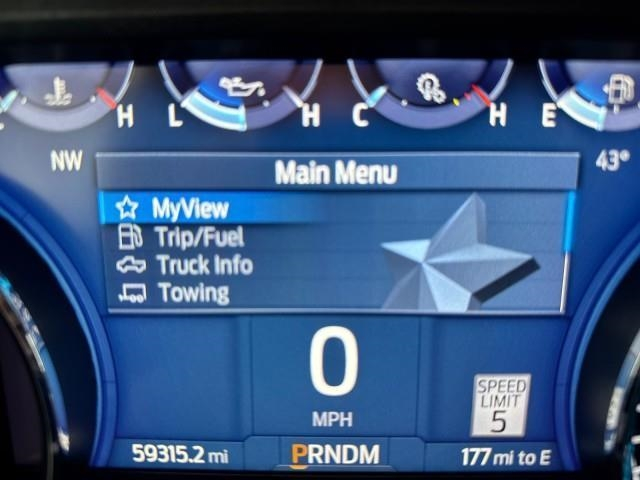 C H L H C H E
NW 43°
Main Menu
MyView
Trip/Fuel
Truck Info
Towing
0
MPH
SPEED
LIMIT
5
59315.2 mi PRNDM 177 mi to E